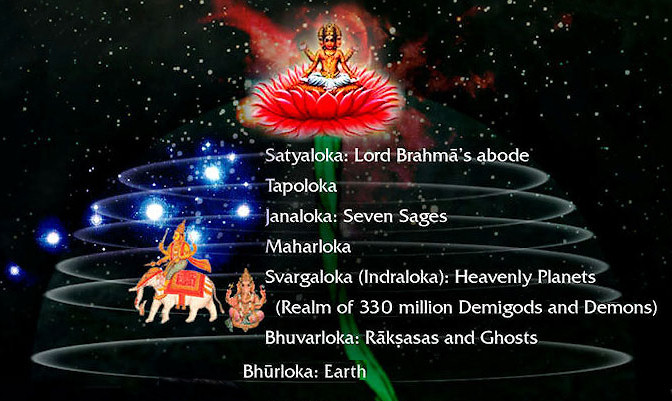 Satyaloka: Lord Brahmā's abode
Tapoloka
Janaloka: Seven Sages
Maharloka
Svargaloka (Indraloka): Heavenly Planets
(Realm of 330 million Demigods and Demons)
Bhuvarloka: Rākṣasas and Ghosts
Bhūrloka: Earth